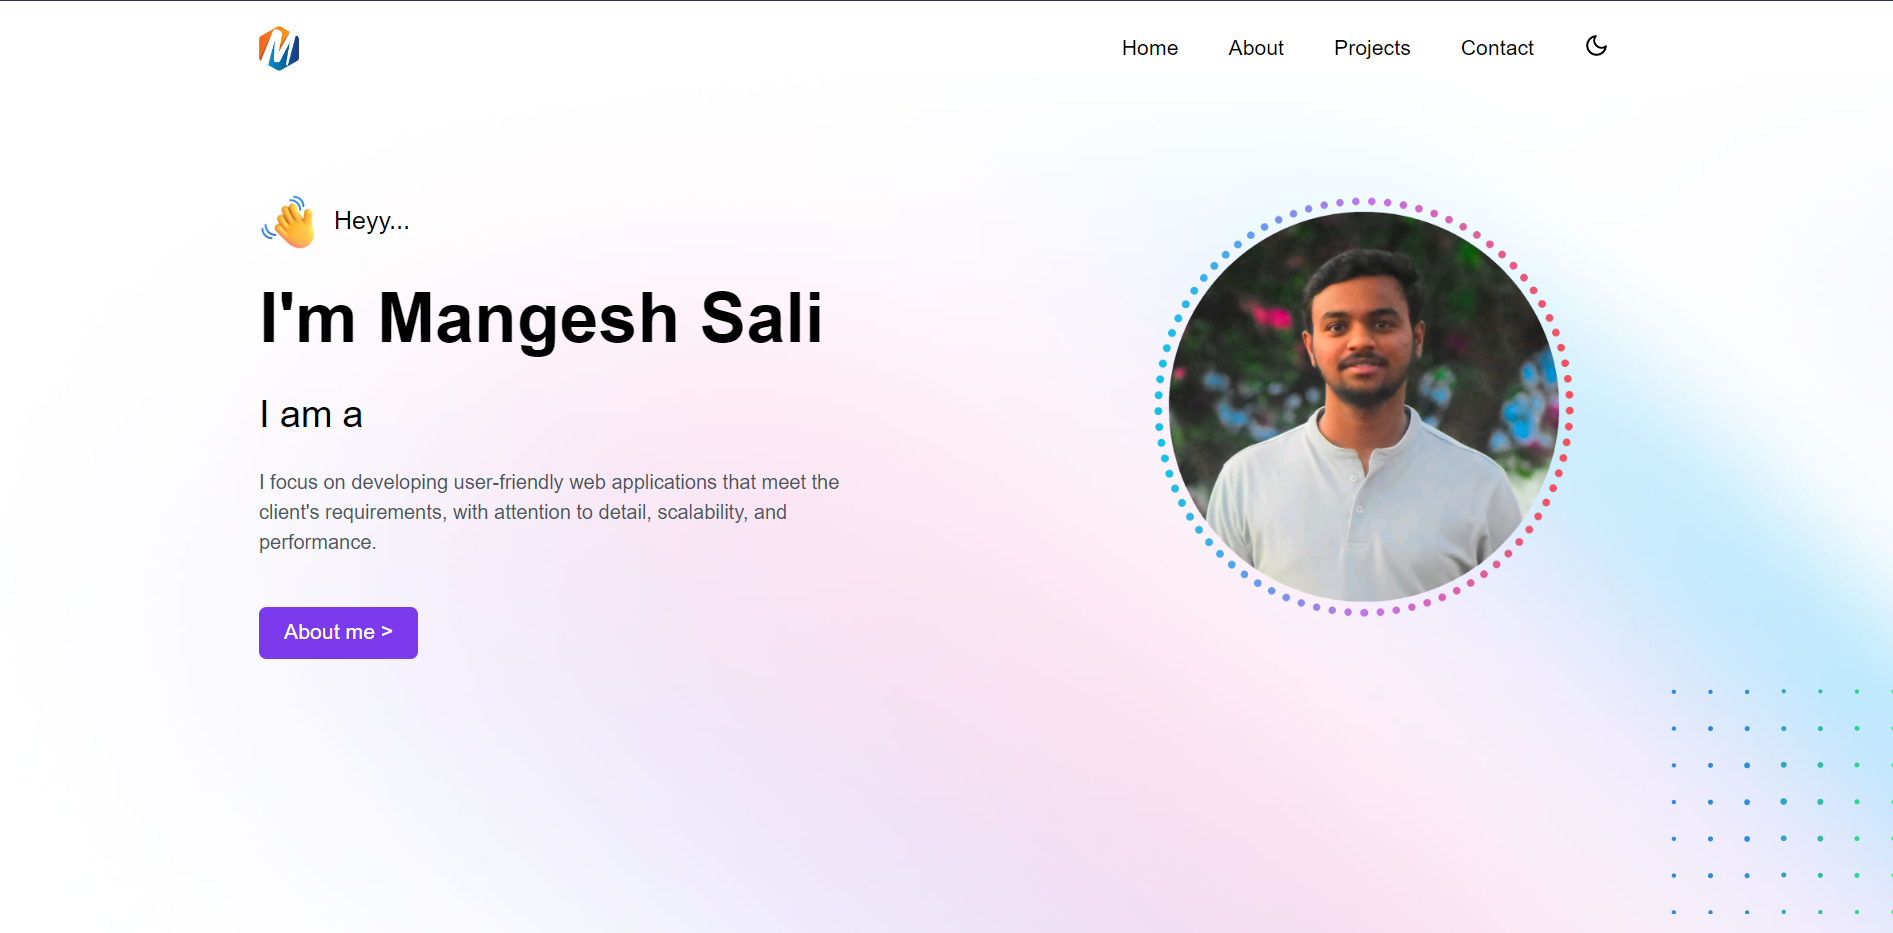 M
Home About Projects Contact
Heyy...
I'm Mangesh Sali
I am a
I focus on developing user-friendly web applications that meet the
client's requirements, with attention to detail, scalability, and
performance.
About me >